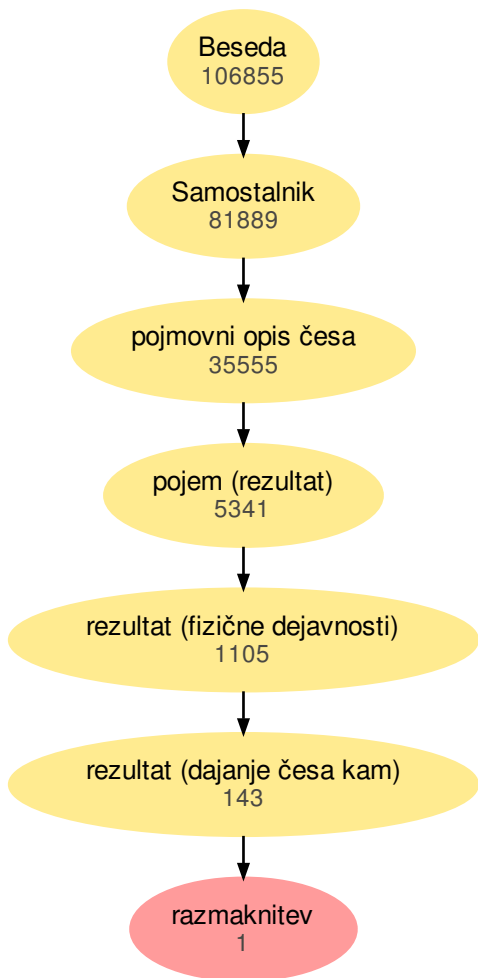 Beseda
106855
Samostalnik
81889
pojmovni opis česa
35555
pojem (rezultat)
5341
rezultat (fizične dejavnosti)
1105
rezultat (dajanje česa kam)
143
razmaknitev
1